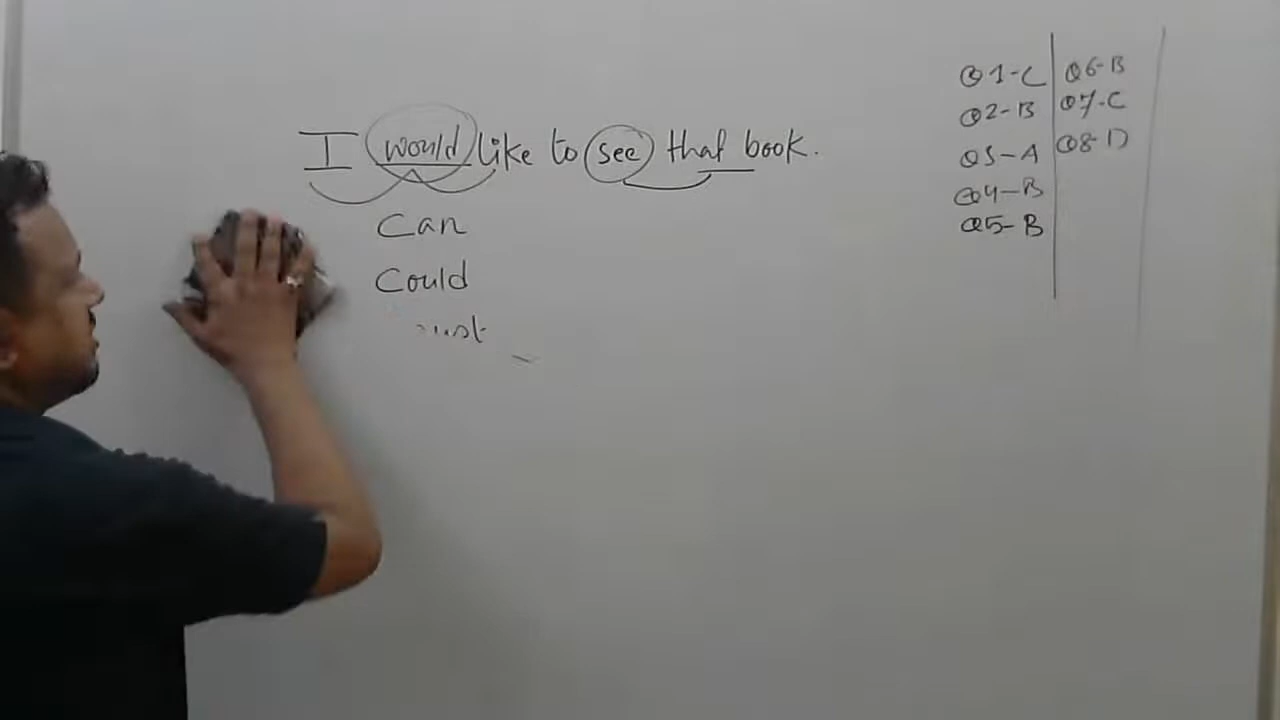 I would like to see that book.
Can
Could
Q1-C
Q2-B
Q3-A
Q4-B
Q5-B
Q6-B
Q7-C
Q8-D